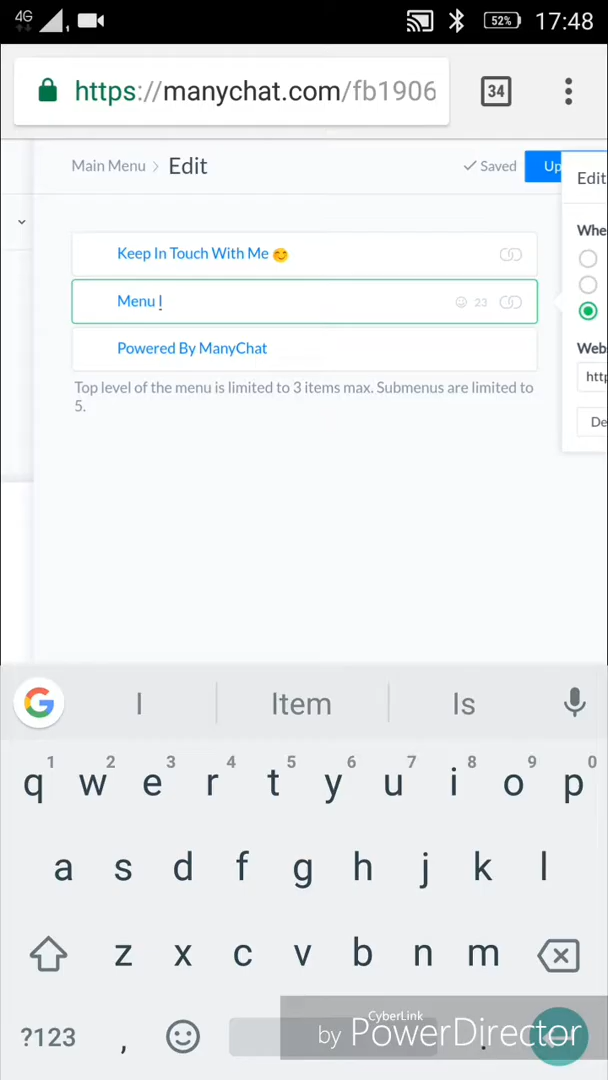 4G 52% 17:48
https://manychat.com/fb1906 34
Main Menu > Edit Saved Up
Edit
Keep In Touch With Me 😊
Whe
Menu I 23
Powered By ManyChat
Webs
Top level of the menu is limited to 3 items max. Submenus are limited to
5.
http
De
G I Item Is
1 2 3 4 5 6 7 8 9 0
q w e r t y u i o p
a s d f g h j k l
z x c v b n m
?123 , .
CyberLink
by PowerDirector